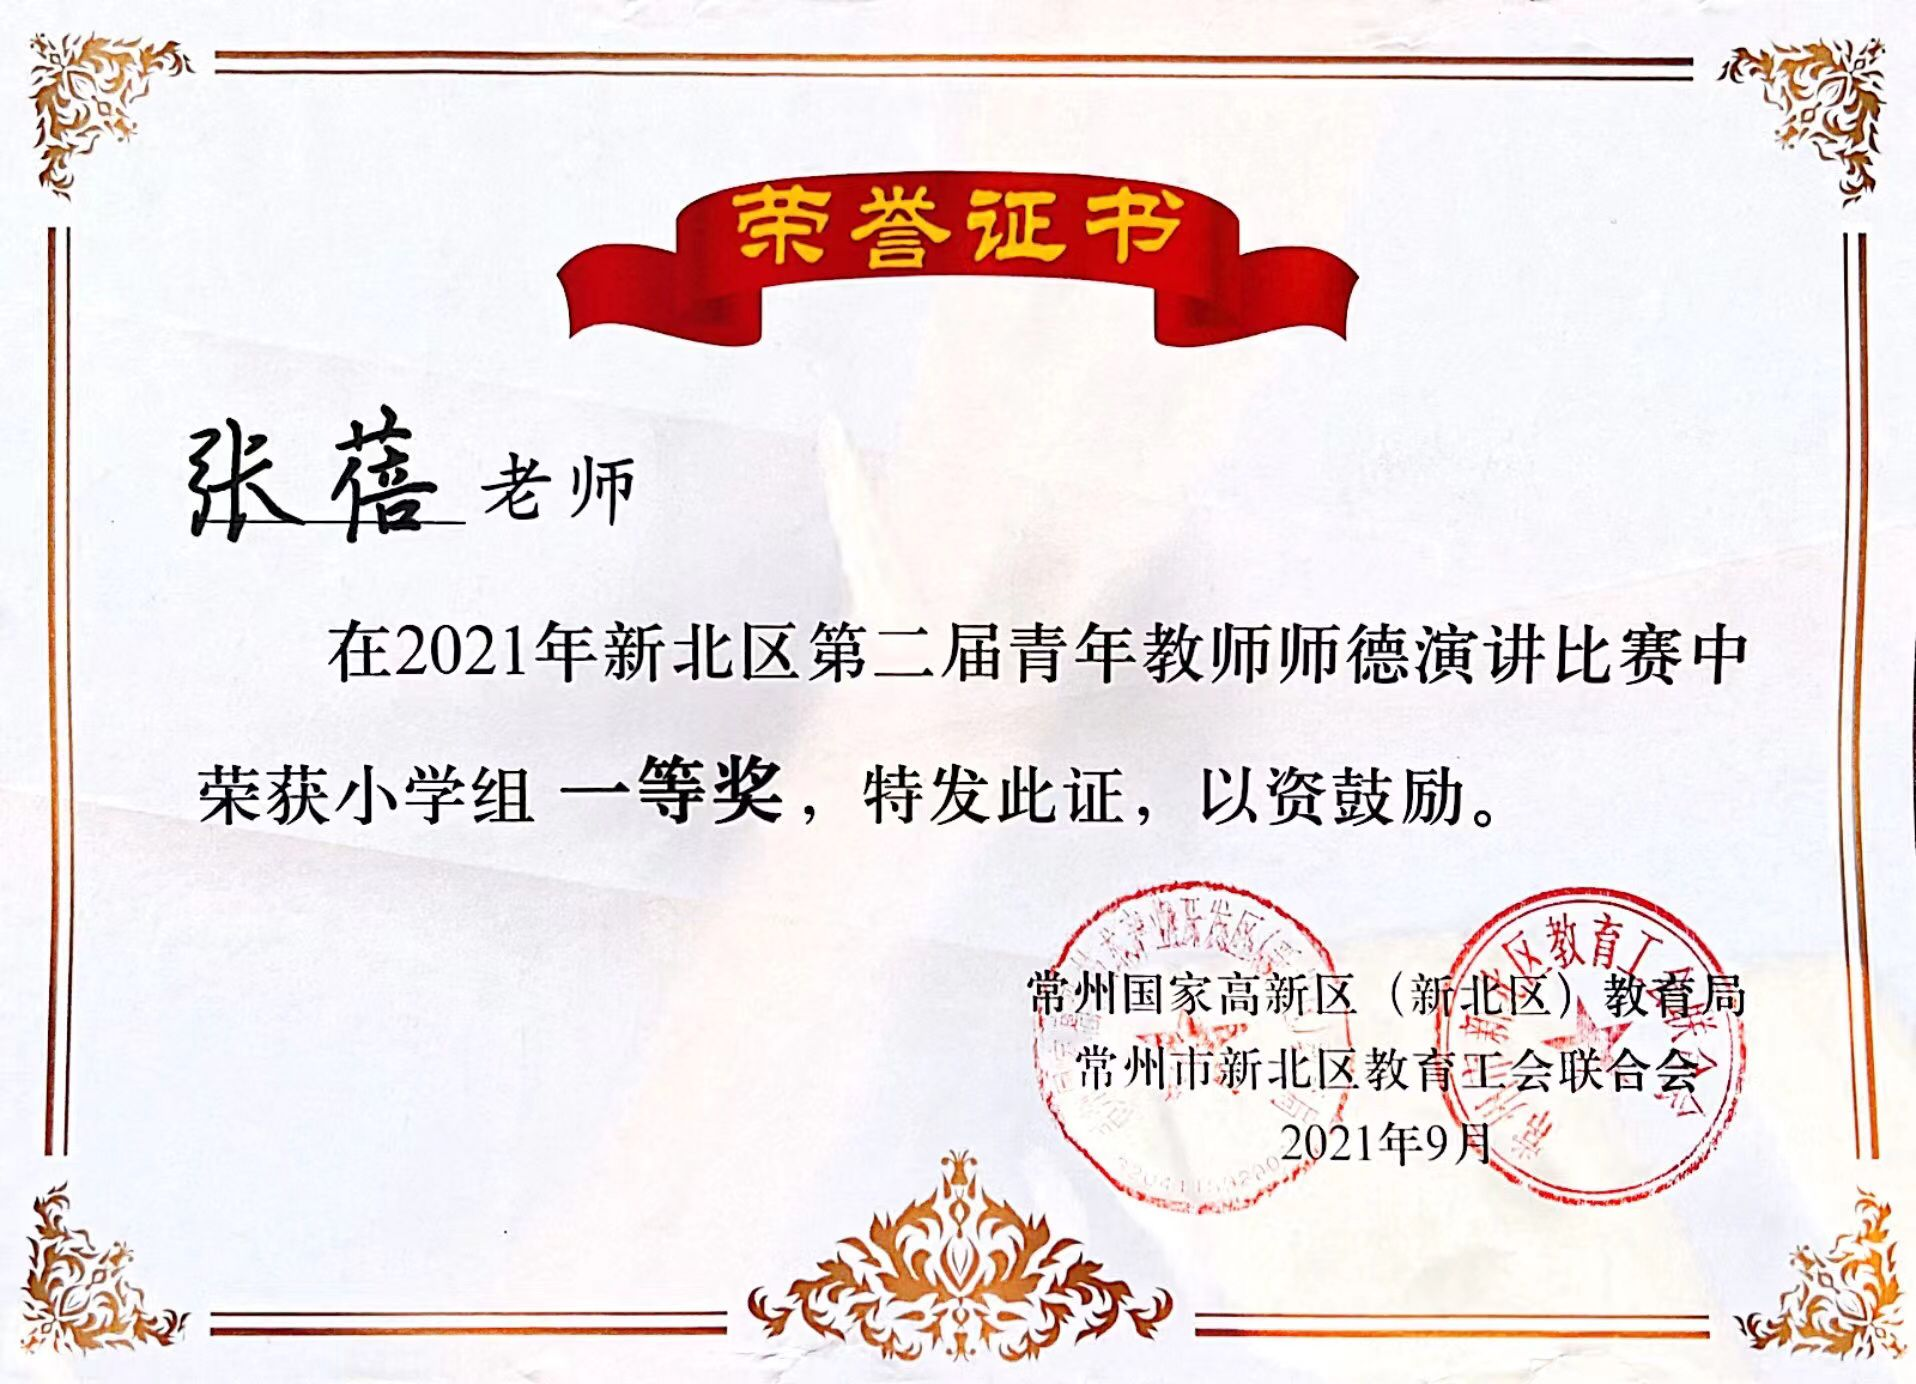 荣誉证书
张蓓老师
在2021年新北区第二届青年教师师德演讲比赛中
荣获小学组 一等奖，特发此证，以资鼓励。
常州国家高新区（新北区）教育局
常州市新北区教育工会联合会
2021年9月